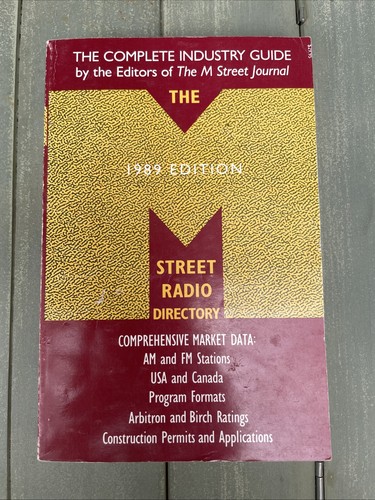 THE COMPLETE INDUSTRY GUIDE
by the Editors of The M Street Journal
THE
M
1989 EDITION
STREET
RADIO
DIRECTORY
COMPREHENSIVE MARKET DATA:
AM and FM Stations
USA and Canada
Program Formats
Arbitron and Birch Ratings
Construction Permits and Applications